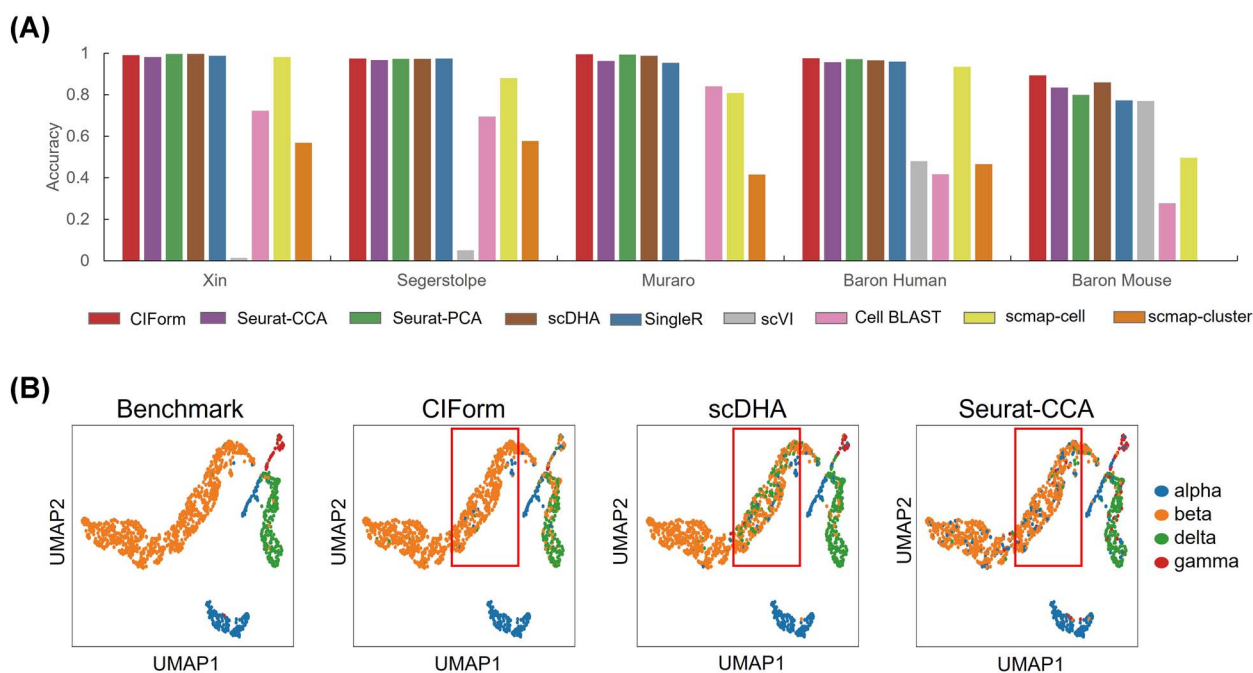 (A)
1
0.8
0.6
0.4
0.2
0
Accuracy
Xin Segerstolpe Muraro Baron Human Baron Mouse
CIForm Seurat-CCA Seurat-PCA scDHA SingleR scVI Cell BLAST scmap-cell scmap-cluster
(B)
Benchmark CIForm scDHA Seurat-CCA
UMAP2 UMAP2 UMAP2 UMAP2
alpha
beta
delta
gamma
UMAP1 UMAP1 UMAP1 UMAP1